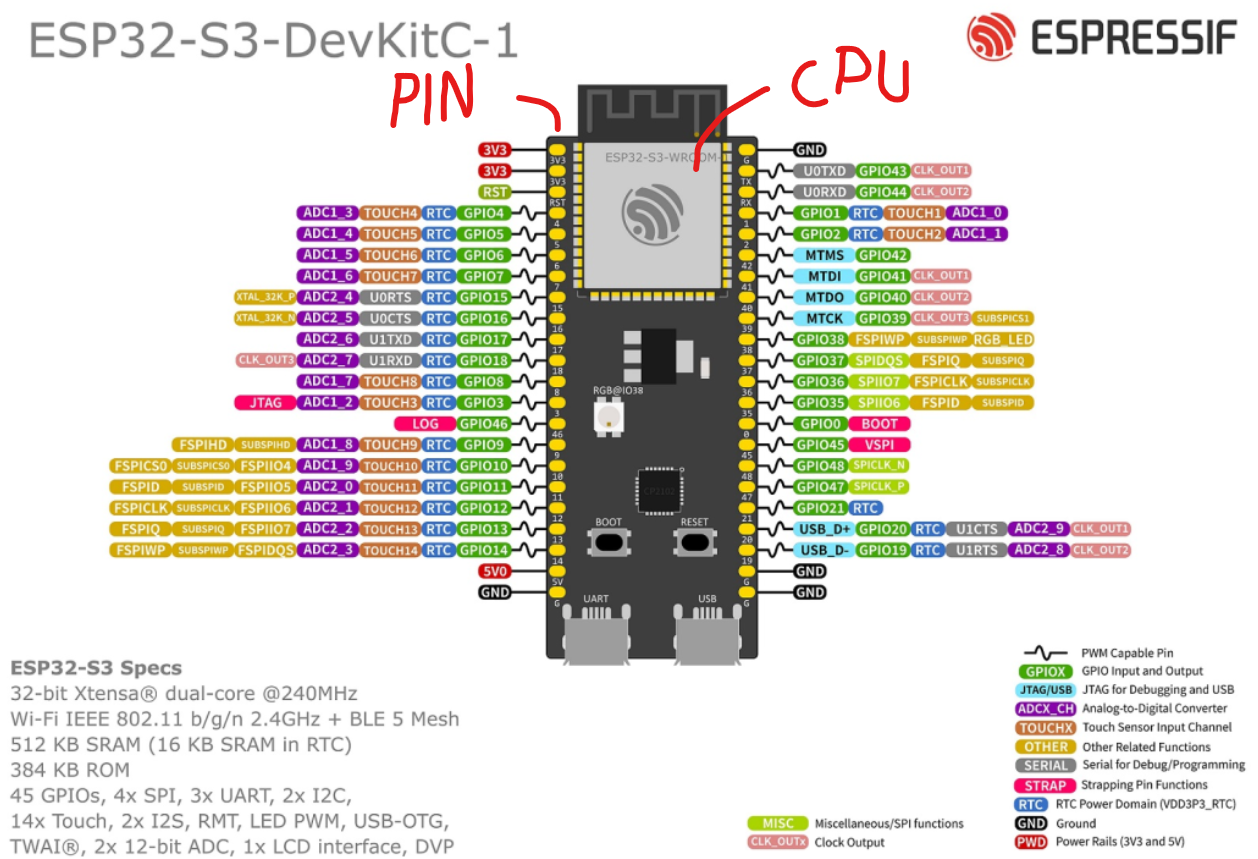 ESP32-S3-DevKitC-1
ESPRESSIF
PIN
CPU
ESP32-S3-WROOM-
3V3 3V3
3V3 3V3
RST RST
ADC1_3 TOUCH4 RTC GPIO4 4
ADC1_4 TOUCH5 RTC GPIO5 5
ADC1_5 TOUCH6 RTC GPIO6 6
ADC1_6 TOUCH7 RTC GPIO7 7
XTAL_32K_P ADC2_4 U0RTS RTC GPIO15 15
XTAL_32K_N ADC2_5 U0CTS RTC GPIO16 16
ADC2_6 U1TXD RTC GPIO17 17
CLK_OUT3 ADC2_7 U1RXD RTC GPIO18 18
ADC1_7 TOUCH8 RTC GPIO8 8
JTAG ADC1_2 TOUCH3 RTC GPIO3 3
LOG GPIO46 46
FSPIHD SUBSPIHD ADC1_8 TOUCH9 RTC GPIO9 9
FSPICS0 SUBSPICS0 FSPIIO4 ADC1_9 TOUCH10 RTC GPIO10 10
FSPID SUBSPID FSPIIO5 ADC2_0 TOUCH11 RTC GPIO11 11
FSPICLK SUBSPICLK FSPIIO6 ADC2_1 TOUCH12 RTC GPIO12 12
FSPIQ SUBSPIQ FSPIIO7 ADC2_2 TOUCH13 RTC GPIO13 13
FSPIWP SUBSPIWP FSPIDQS ADC2_3 TOUCH14 RTC GPIO14 14
5V0 5V
GND G
RGB@IO38
CP2102
BOOT RESET
UART USB
G GND
TX U0TXD GPIO43 CLK_OUT1
RX U0RXD GPIO44 CLK_OUT2
1 GPIO1 RTC TOUCH1 ADC1_0
2 GPIO2 RTC TOUCH2 ADC1_1
42 MTMS GPIO42
41 MTDI GPIO41 CLK_OUT1
40 MTDO GPIO40 CLK_OUT2
39 MTCK GPIO39 CLK_OUT3 SUBSPICS1
38 GPIO38 FSPIWP SUBSPIWP RGB_LED
37 GPIO37 SPIDQS FSPIQ SUBSPIQ
36 GPIO36 SPIIO7 FSPICLK SUBSPICLK
35 GPIO35 SPIIO6 FSPID SUBSPID
0 GPIO0 BOOT
45 GPIO45 VSPI
48 GPIO48 SPICLK_N
47 GPIO47 SPICLK_P
21 GPIO21 RTC
20 USB_D+ GPIO20 RTC U1CTS ADC2_9 CLK_OUT1
19 USB_D- GPIO19 RTC U1RTS ADC2_8 CLK_OUT2
G GND
G GND
ESP32-S3 Specs
32-bit Xtensa® dual-core @240MHz
Wi-Fi IEEE 802.11 b/g/n 2.4GHz + BLE 5 Mesh
512 KB SRAM (16 KB SRAM in RTC)
384 KB ROM
45 GPIOs, 4x SPI, 3x UART, 2x I2C,
14x Touch, 2x I2S, RMT, LED PWM, USB-OTG,
TWAI®, 2x 12-bit ADC, 1x LCD interface, DVP
MISC Miscellaneous/SPI functions
CLK_OUTx Clock Output
PWM Capable Pin
GPIOX GPIO Input and Output
JTAG/USB JTAG for Debugging and USB
ADCX_CH Analog-to-Digital Converter
TOUCHX Touch Sensor Input Channel
OTHER Other Related Functions
SERIAL Serial for Debug/Programming
STRAP Strapping Pin Functions
RTC RTC Power Domain (VDD3P3_RTC)
GND Ground
PWD Power Rails (3V3 and 5V)